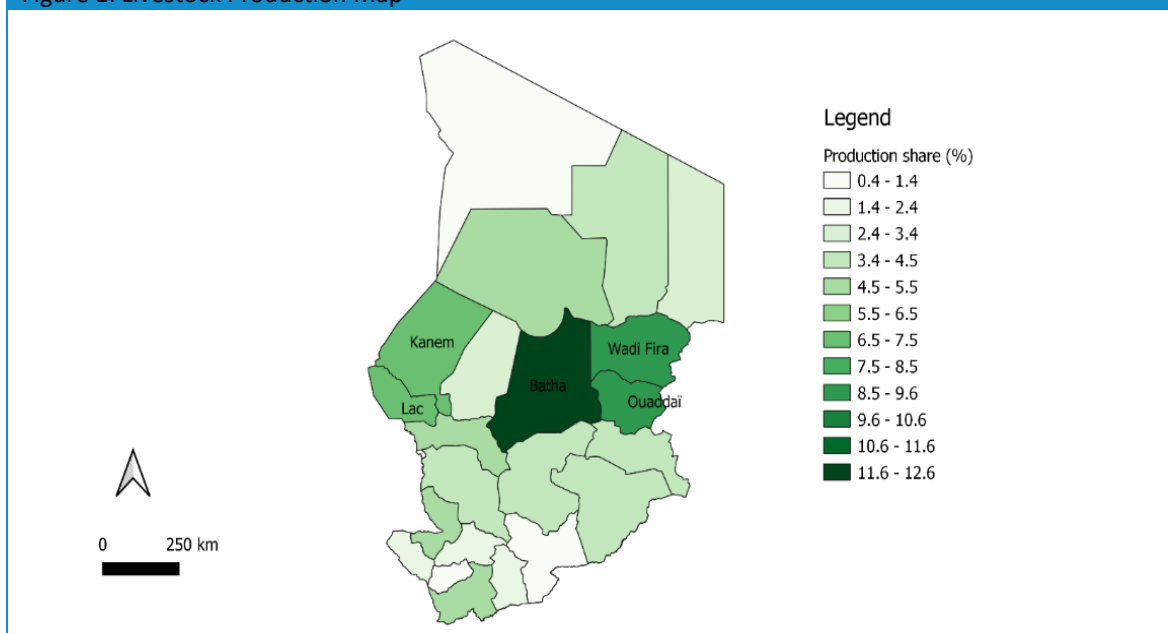 Figure 1: Livestock Production Map
Legend
Production share (%)
0.4 - 1.4
1.4 - 2.4
2.4 - 3.4
3.4 - 4.5
4.5 - 5.5
5.5 - 6.5
6.5 - 7.5
7.5 - 8.5
8.5 - 9.6
9.6 - 10.6
10.6 - 11.6
11.6 - 12.6
Kanem
Wadi Fira
Batha
Lac
Ouaddaï
0 250 km